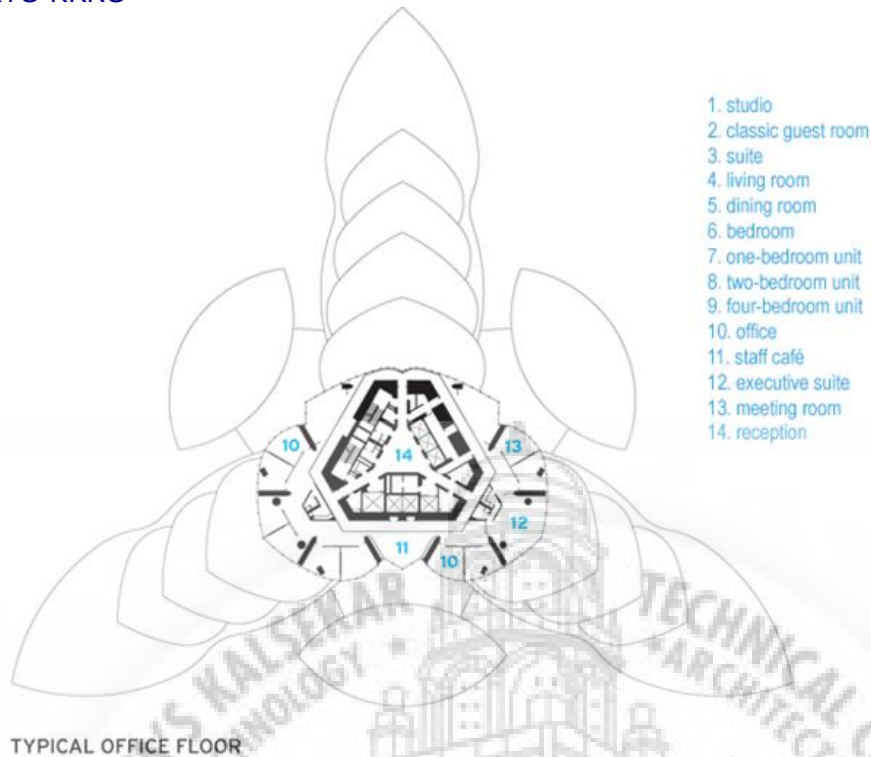 1. studio
2. classic guest room
3. suite
4. living room
5. dining room
6. bedroom
7. one-bedroom unit
8. two-bedroom unit
9. four-bedroom unit
10. office
11. staff café
12. executive suite
13. meeting room
14. reception
10
13
14
12
11
10
KALSEKAR
TECHNICAL
TYPICAL OFFICE FLOOR